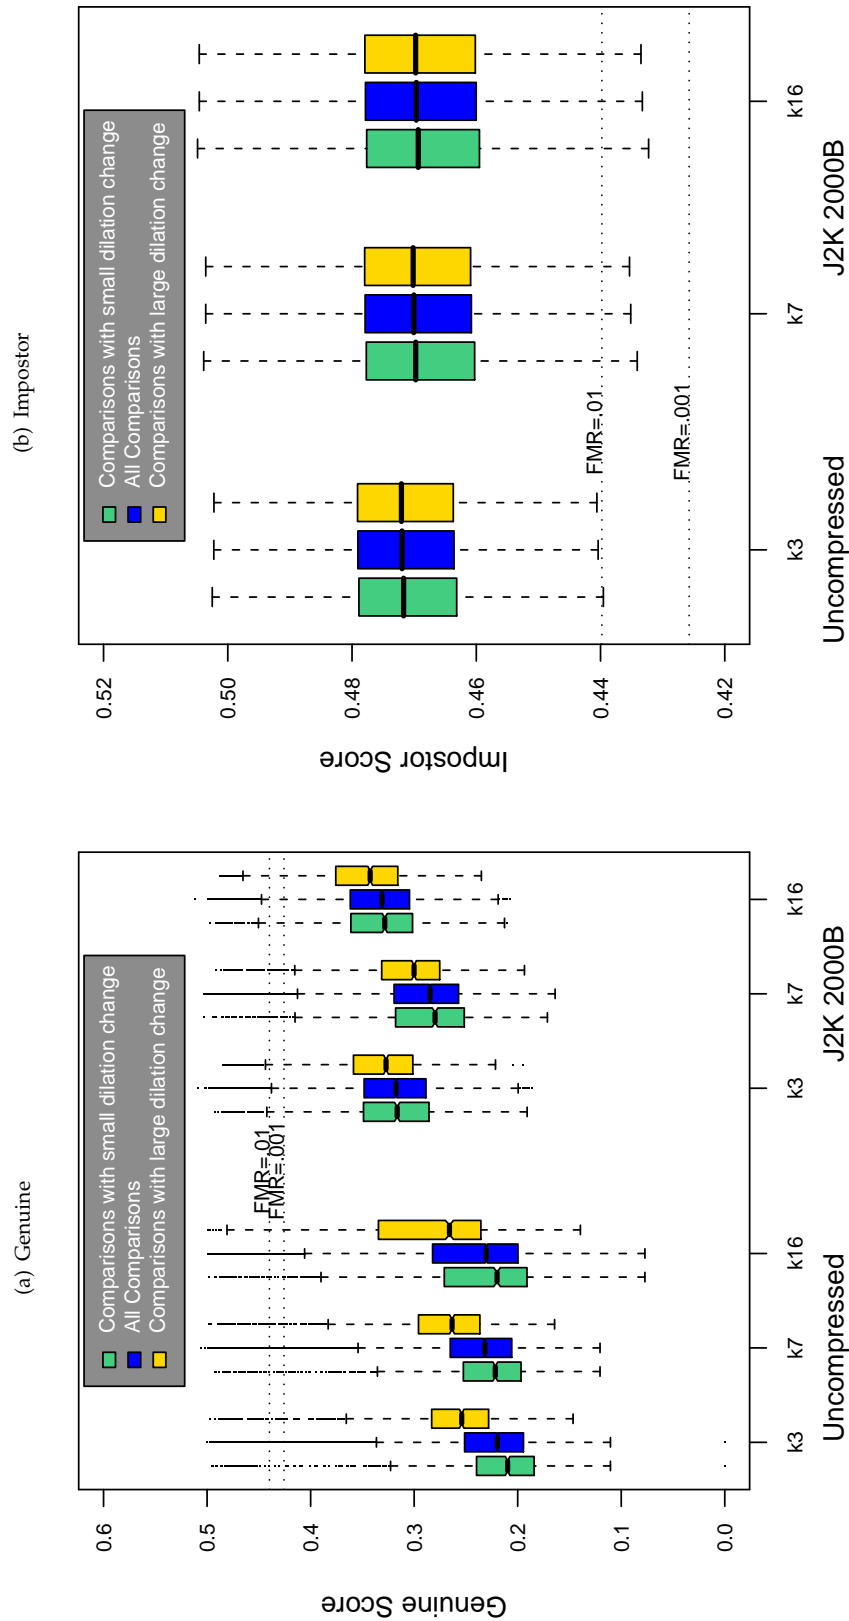 (a) Genuine
Comparisons with small dilation change
All Comparisons
Comparisons with large dilation change
FMR=.01
FMR=.001
Genuine Score
0.6
0.5
0.4
0.3
0.2
0.1
0.0
k3
k7
k16
k3
k7
k16
Uncompressed
J2K 2000B
(b) Impostor
Comparisons with small dilation change
All Comparisons
Comparisons with large dilation change
FMR=.01
FMR=.001
Impostor Score
0.52
0.50
0.48
0.46
0.44
0.42
k3
k7
k16
Uncompressed
J2K 2000B